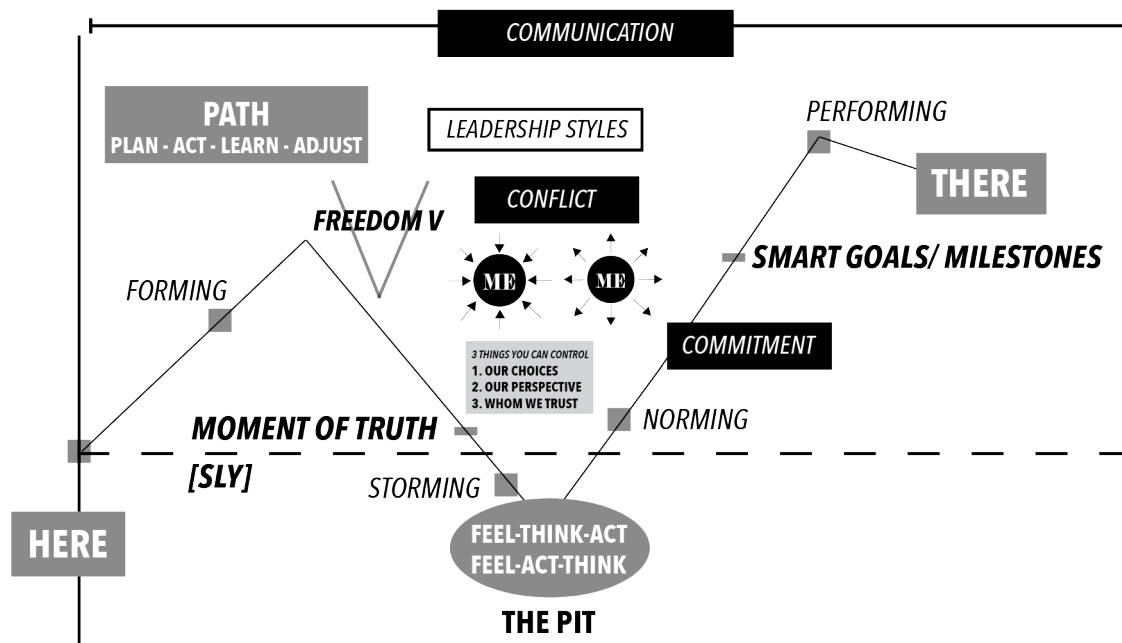 COMMUNICATION
PATH
PLAN - ACT - LEARN - ADJUST
LEADERSHIP STYLES
PERFORMING
THERE
CONFLICT
FREEDOM V
SMART GOALS/ MILESTONES
ME
ME
FORMING
COMMITMENT
3 THINGS YOU CAN CONTROL
1. OUR CHOICES
2. OUR PERSPECTIVE
3. WHOM WE TRUST
NORMING
MOMENT OF TRUTH
[SLY]
STORMING
HERE
FEEL-THINK-ACT
FEEL-ACT-THINK
THE PIT